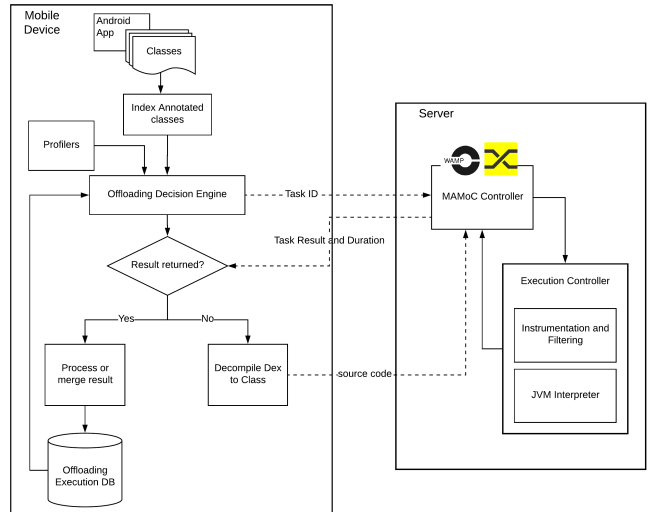 Mobile
Device
Android
App
Classes
Index Annotated
classes
Profilers
Offloading Decision Engine
Task ID
Task Result and Duration
Result returned?
Yes
No
Process or
merge result
Decompile Dex
to Class
source code
Offloading
Execution DB
Server
WAMP
MAMoC Controller
Execution Controller
Instrumentation and
Filtering
JVM Interpreter